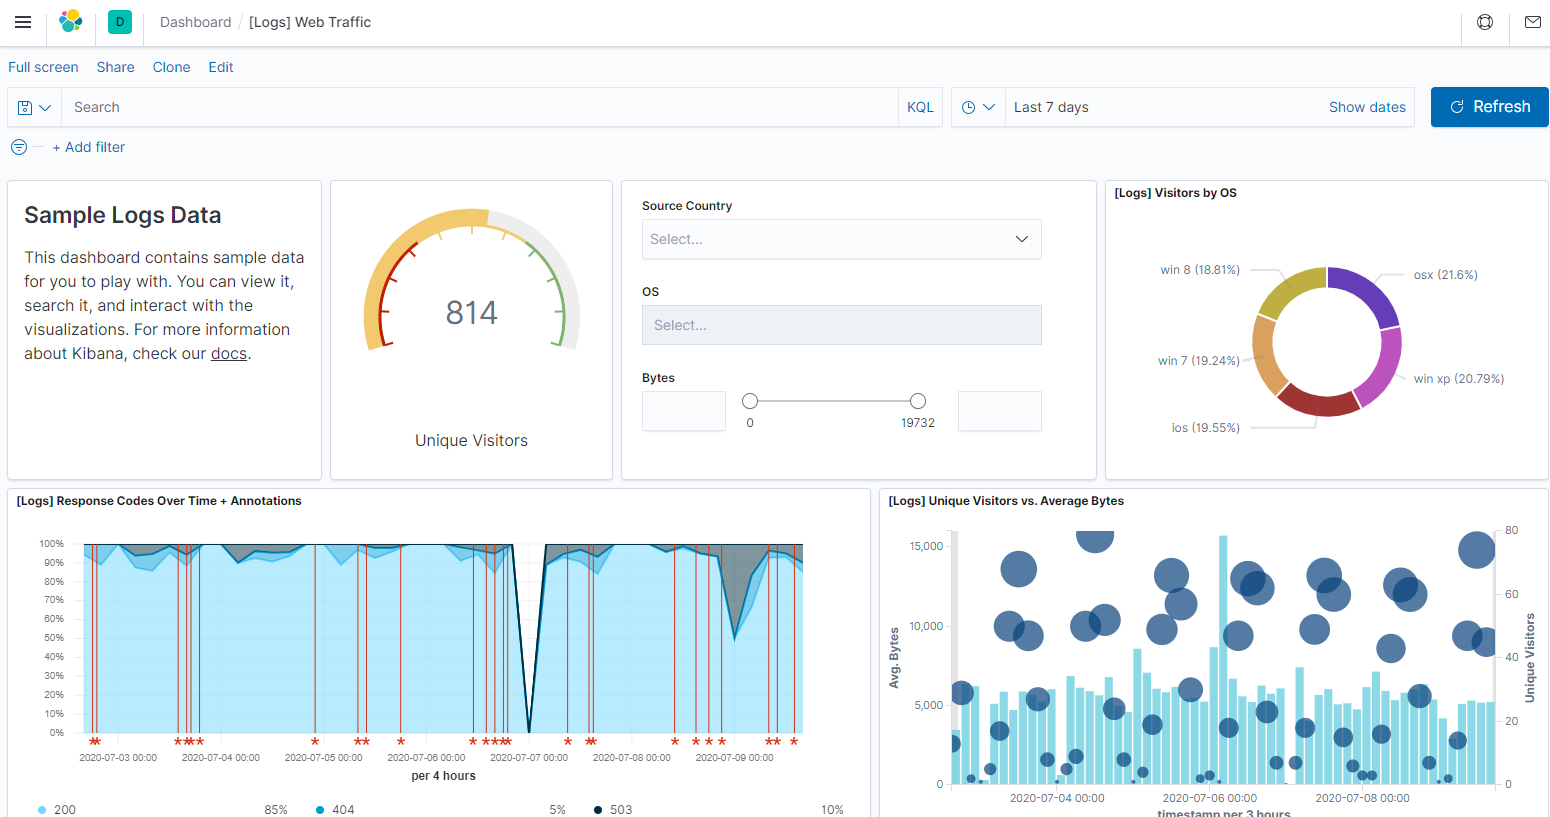 D
Dashboard / [Logs] Web Traffic
Full screen Share Clone Edit
Search KQL Last 7 days Show dates Refresh
+ Add filter
Sample Logs Data
This dashboard contains sample data
for you to play with. You can view it,
search it, and interact with the
visualizations. For more information
about Kibana, check our docs.
814
Unique Visitors
Source Country
Select...
OS
Select...
Bytes
0 19732
[Logs] Visitors by OS
win 8 (18.81%)
osx (21.6%)
win 7 (19.24%)
win xp (20.79%)
ios (19.55%)
[Logs] Response Codes Over Time + Annotations
100%
90%
80%
70%
60%
50%
40%
30%
20%
10%
0%
2020-07-03 00:00 2020-07-04 00:00 2020-07-05 00:00 2020-07-06 00:00 2020-07-07 00:00 2020-07-08 00:00 2020-07-09 00:00
per 4 hours
200 85% 404 5% 503 10%
[Logs] Unique Visitors vs. Average Bytes
Avg. Bytes
15,000
10,000
5,000
0
80
60
40
20
0
Unique Visitors
2020-07-04 00:00 2020-07-06 00:00 2020-07-08 00:00
timestamp per 3 hours